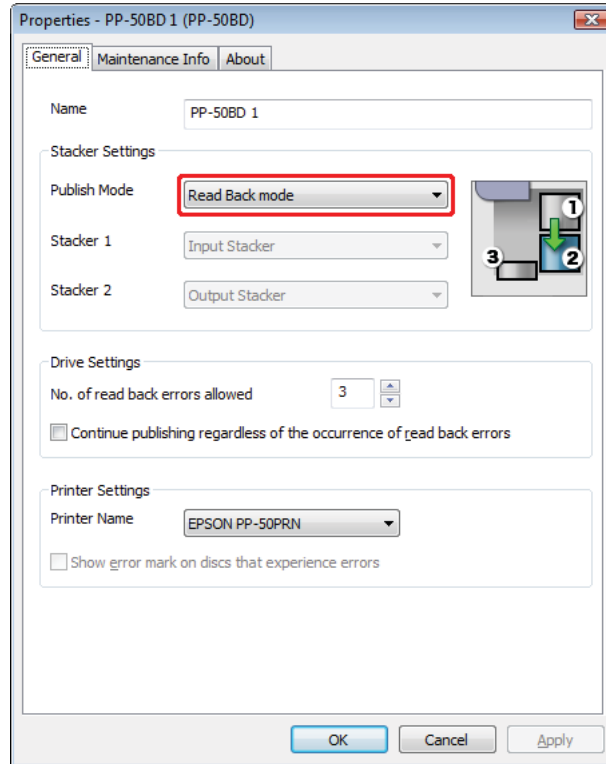 Properties - PP-50BD 1 (PP-50BD)
General Maintenance Info About
Name PP-50BD 1
Stacker Settings
Publish Mode Read Back mode
1
Stacker 1 Input Stacker
3 2
Stacker 2 Output Stacker
Drive Settings
No. of read back errors allowed 3
Continue publishing regardless of the occurrence of read back errors
Printer Settings
Printer Name EPSON PP-50PRN
Show error mark on discs that experience errors
OK Cancel Apply